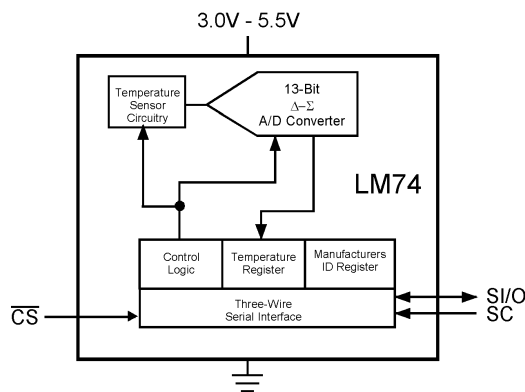 3.0V - 5.5V
Temperature
Sensor
Circuitry
13-Bit
Δ-Σ
A/D Converter
LM74
Control
Logic
Temperature
Register
Manufacturers
ID Register
Three-Wire
Serial Interface
CS
SI/O
SC